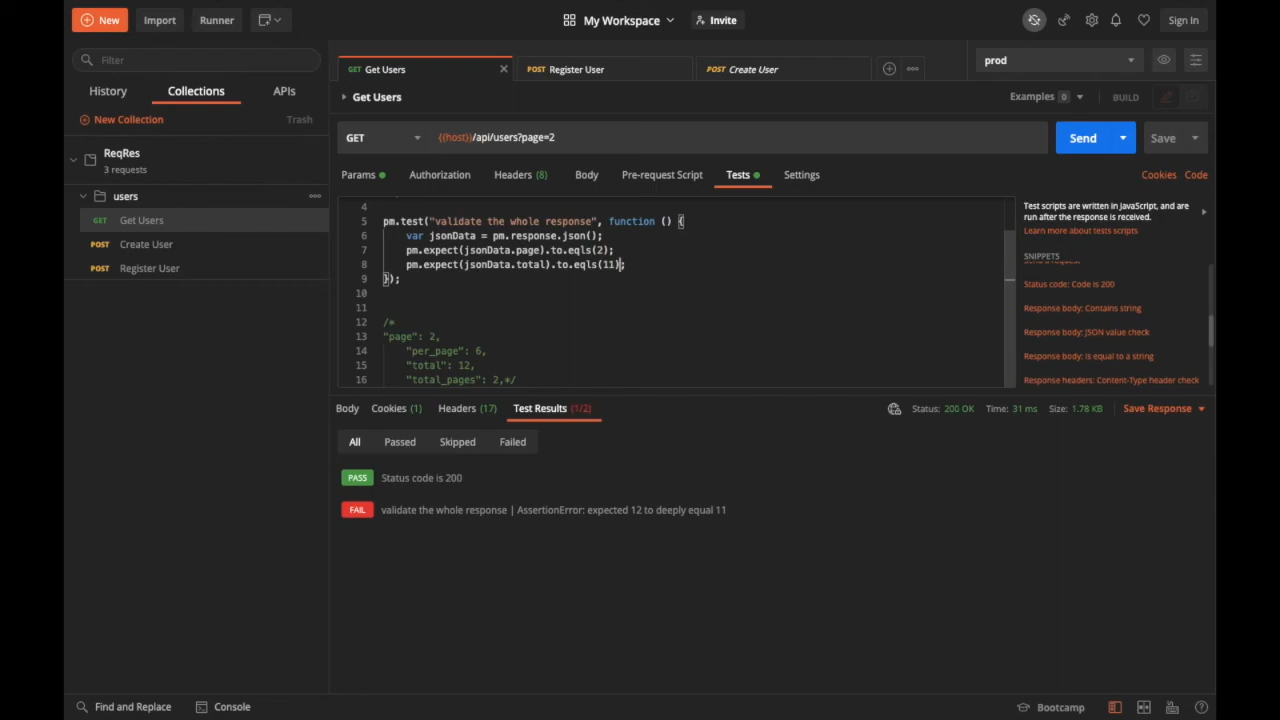 New
Import
Runner
My Workspace
Invite
Sign In
Filter
History
Collections
APIs
New Collection
Trash
ReqRes
3 requests
users
GET Get Users
POST Create User
POST Register User
GET Get Users
POST Register User
POST Create User
prod
Get Users
Examples 0
BUILD
GET
{{host}}/api/users?page=2
Send
Save
Params
Authorization
Headers (8)
Body
Pre-request Script
Tests
Settings
Cookies
Code
4
5 pm.test("validate the whole response", function () {
6 var jsonData = pm.response.json();
7 pm.expect(jsonData.page).to.eqls(2);
8 pm.expect(jsonData.total).to.eqls(11);
9 });
10
11
12 /*
13 "page": 2,
14 "per_page": 6,
15 "total": 12,
16 "total_pages": 2,*/
Test scripts are written in JavaScript, and are
run after the response is received.
Learn more about tests scripts
SNIPPETS
Status code: Code is 200
Response body: Contains string
Response body: JSON value check
Response body: Is equal to a string
Response headers: Content-Type header check
Body
Cookies (1)
Headers (17)
Test Results (1/2)
Status: 200 OK
Time: 31 ms
Size: 1.78 KB
Save Response
All
Passed
Skipped
Failed
PASS Status code is 200
FAIL validate the whole response | AssertionError: expected 12 to deeply equal 11
Find and Replace
Console
Bootcamp